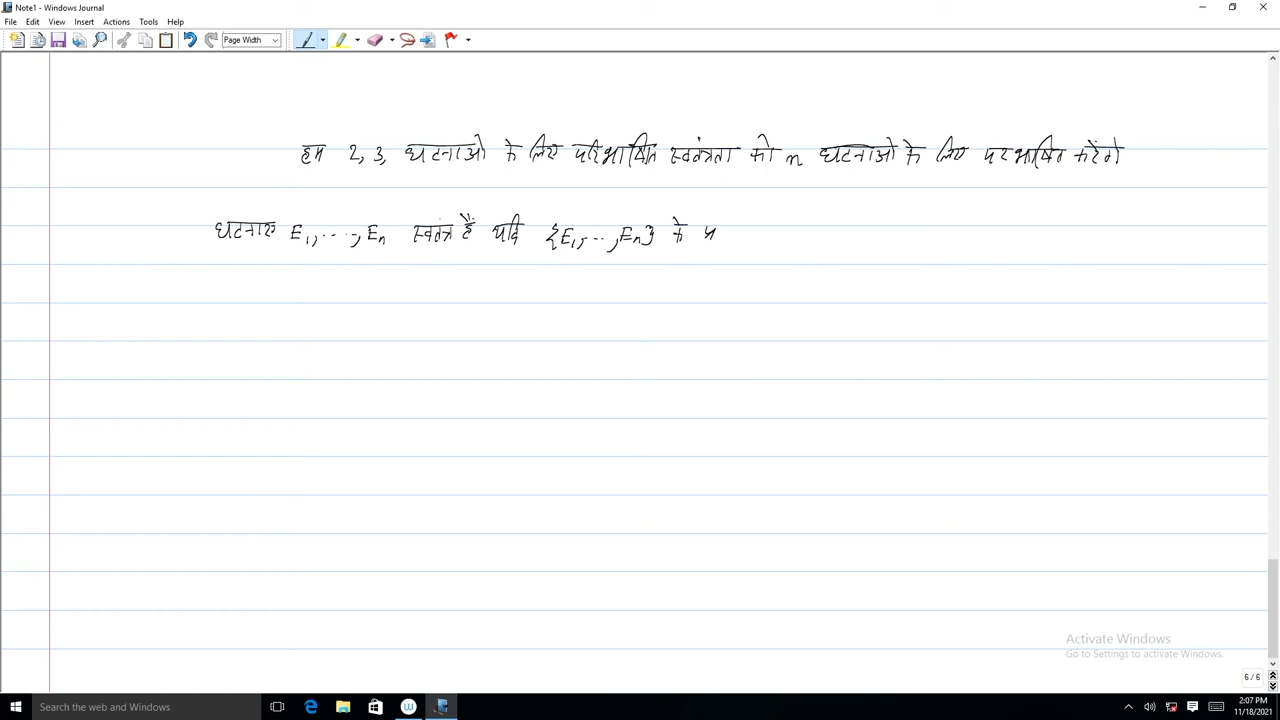 Note1 - Windows Journal
File Edit View Insert Actions Tools Help
Page Width
हम 2, 3, घटनाओ के लिए परिभाषित स्वतंत्रता को n घटनाओ के लिए परभाषित करेंगे
घटनाए E₁, ..., Eₙ स्वतंत्र हैं यदि {E₁, ..., Eₙ} के
Activate Windows
Go to Settings to activate Windows.
6 / 6
Search the web and Windows
2:07 PM
11/18/2021